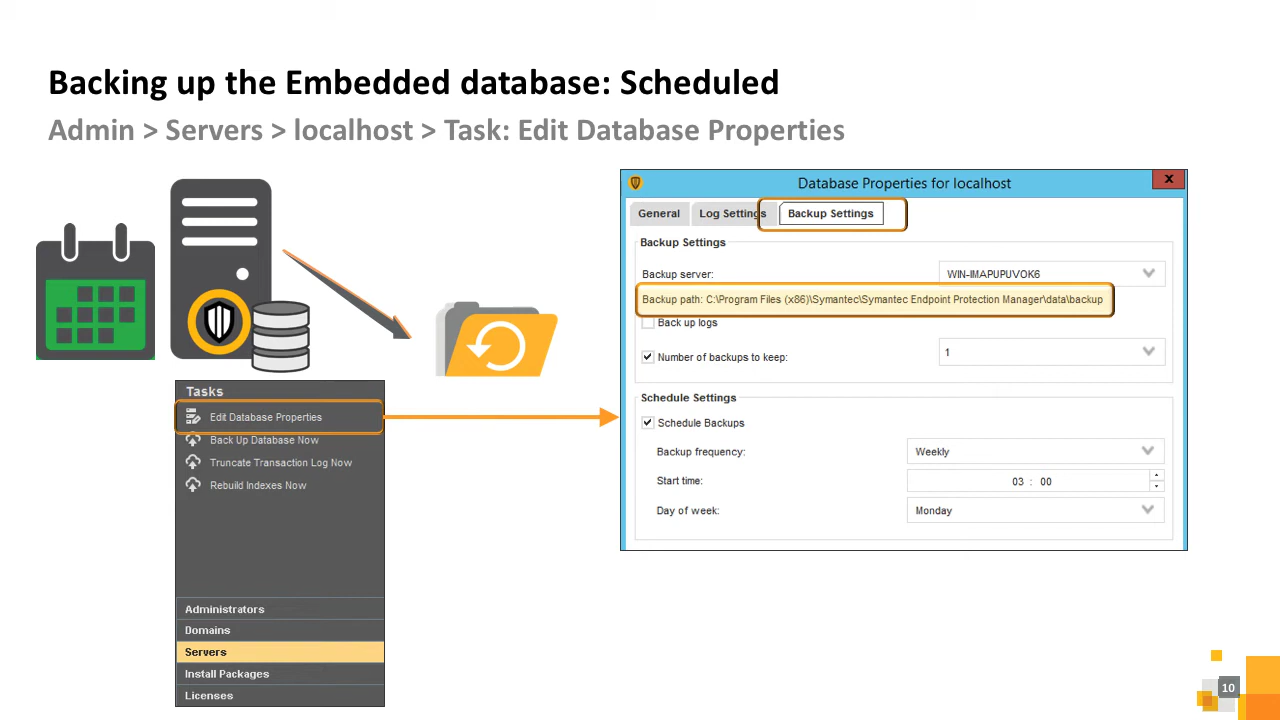 Backing up the Embedded database: Scheduled
Admin > Servers > localhost > Task: Edit Database Properties
Tasks
Edit Database Properties
Back Up Database Now
Truncate Transaction Log Now
Rebuild Indexes Now
Administrators
Domains
Servers
Install Packages
Licenses
Database Properties for localhost
x
General Log Settings Backup Settings
Backup Settings
Backup server: WIN-IMAPUPUVOK6
Backup path: C:\Program Files (x86)\Symantec\Symantec Endpoint Protection Manager\data\backup
Back up logs
Number of backups to keep: 1
Schedule Settings
Schedule Backups
Backup frequency: Weekly
Start time: 03 : 00
Day of week: Monday
10